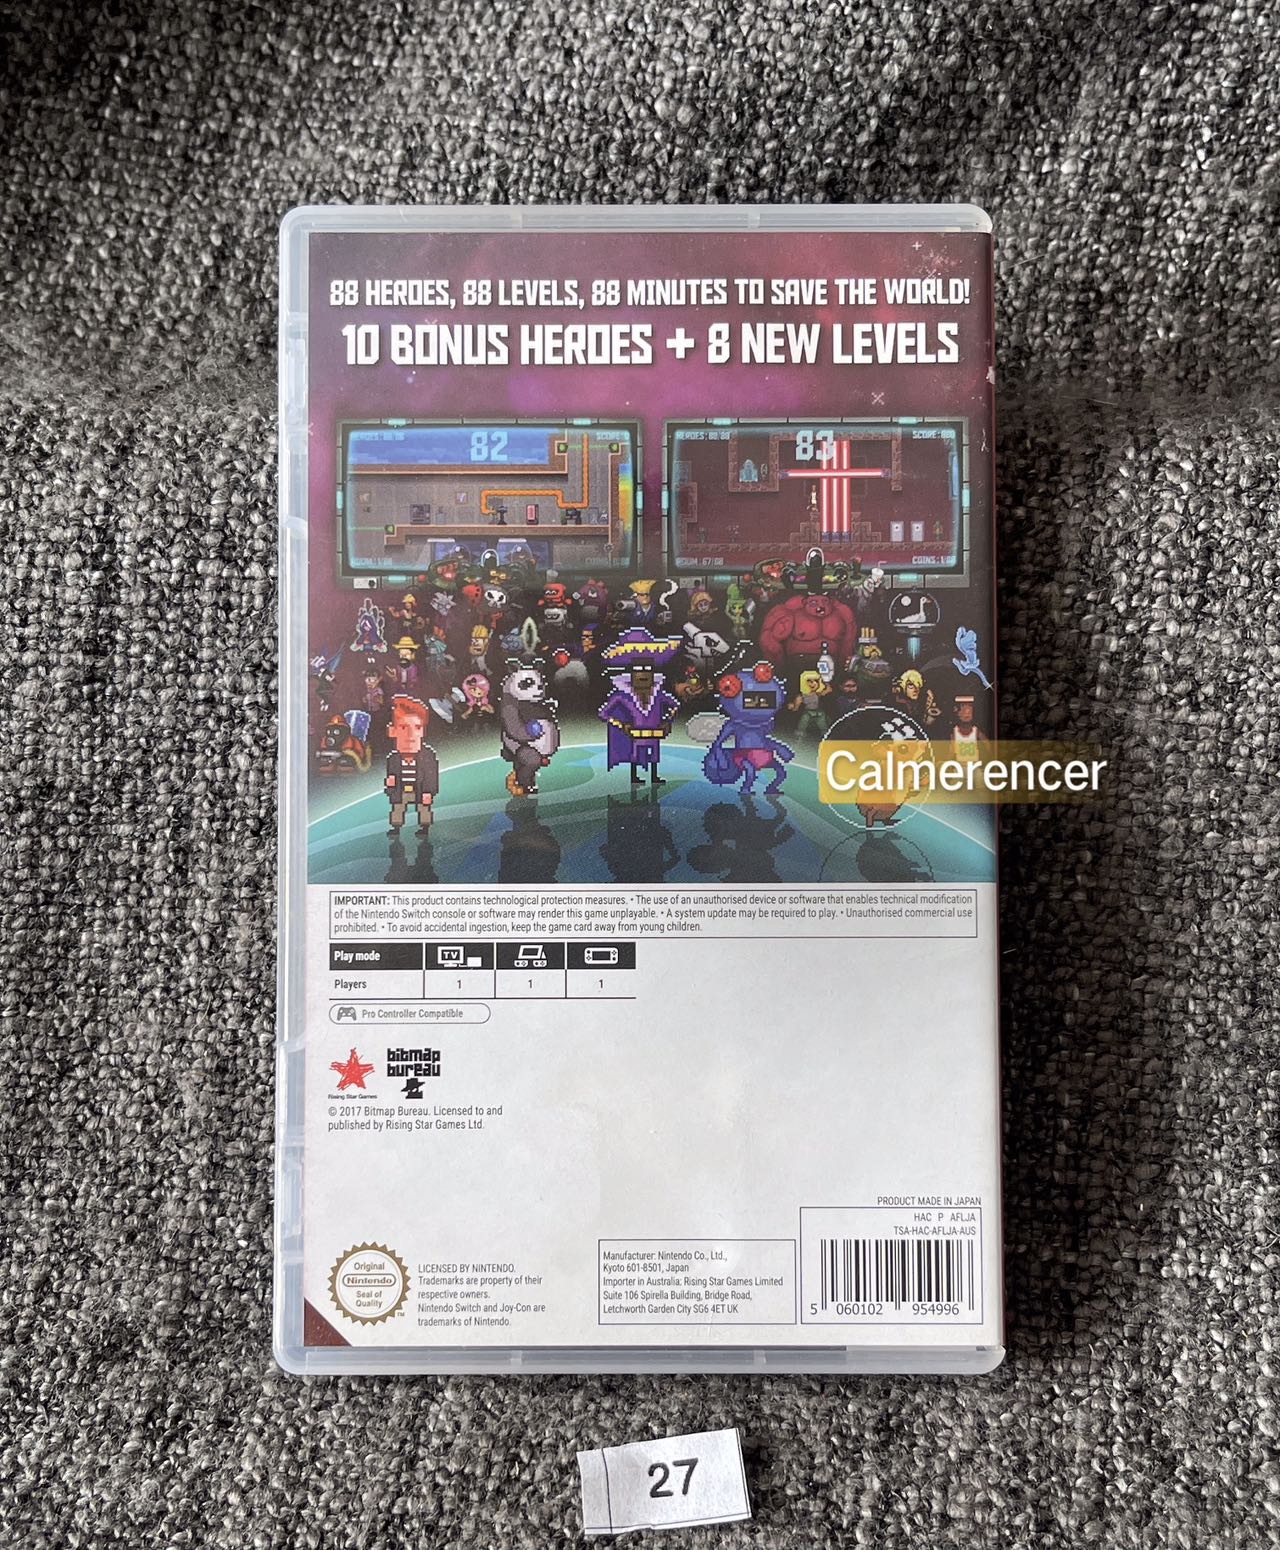 88 HEROES, 88 LEVELS, 88 MINUTES TO SAVE THE WORLD!
10 BONUS HEROES + 8 NEW LEVELS
82
83
SCORE: 880
Calmerencer
IMPORTANT: This product contains technological protection measures. • The use of an unauthorised device or software that enables technical modification
of the Nintendo Switch console or software may render this game unplayable. • A system update may be required to play. • Unauthorised commercial use
prohibited. • To avoid accidental ingestion, keep the game card away from young children.
Play mode
TV
Players 1 1 1
Pro Controller Compatible
Rising Star Games
bitmap
bureau
© 2017 Bitmap Bureau. Licensed to and
published by Rising Star Games Ltd.
PRODUCT MADE IN JAPAN
HAC P AFLJA
TSA-HAC-AFLJA-AUS
5 060102 954996
Manufacturer: Nintendo Co., Ltd.,
Kyoto 601-8501, Japan
Importer in Australia: Rising Star Games Limited
Suite 106 Spirella Building, Bridge Road,
Letchworth Garden City SG6 4ET UK
Original
Nintendo
Seal of
Quality
TM
LICENSED BY NINTENDO.
Trademarks are property of their
respective owners.
Nintendo Switch and Joy-Con are
trademarks of Nintendo.
27